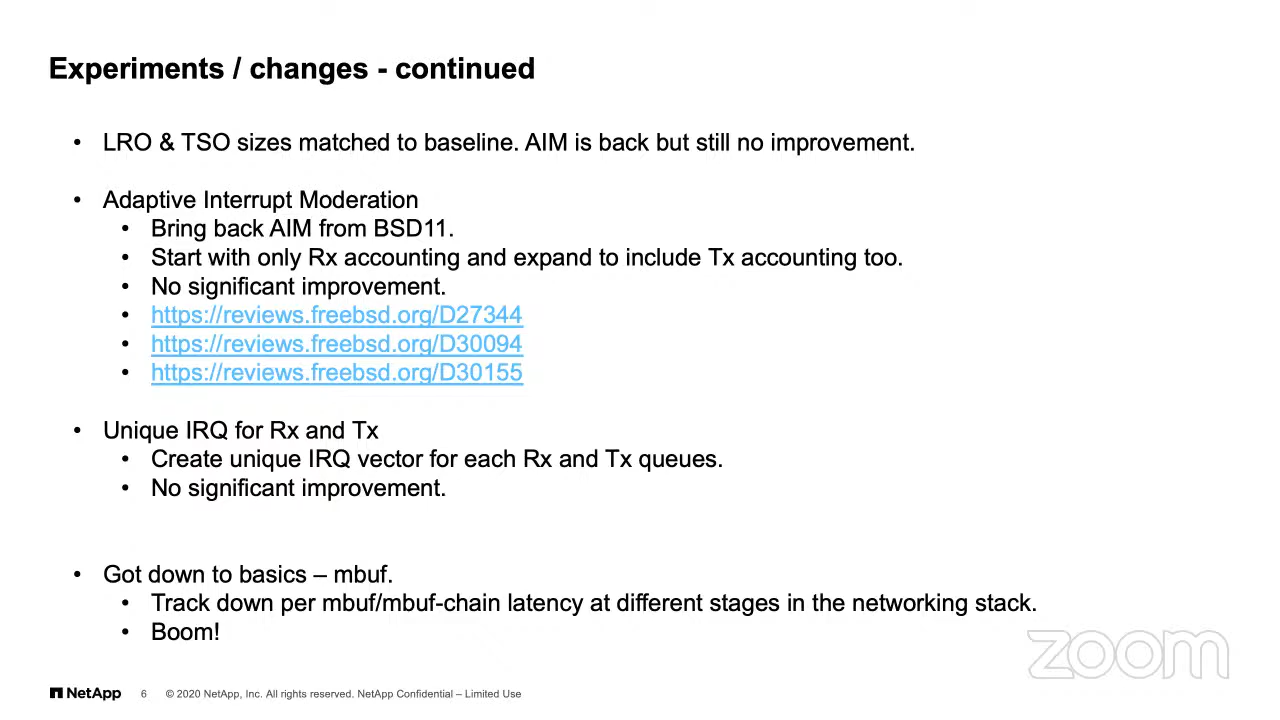 Experiments / changes - continued
• LRO & TSO sizes matched to baseline. AIM is back but still no improvement.
• Adaptive Interrupt Moderation
• Bring back AIM from BSD11.
• Start with only Rx accounting and expand to include Tx accounting too.
• No significant improvement.
• https://reviews.freebsd.org/D27344
• https://reviews.freebsd.org/D30094
• https://reviews.freebsd.org/D30155
• Unique IRQ for Rx and Tx
• Create unique IRQ vector for each Rx and Tx queues.
• No significant improvement.
• Got down to basics – mbuf.
• Track down per mbuf/mbuf-chain latency at different stages in the networking stack.
• Boom!
zoom
NetApp 6 © 2020 NetApp, Inc. All rights reserved. NetApp Confidential – Limited Use